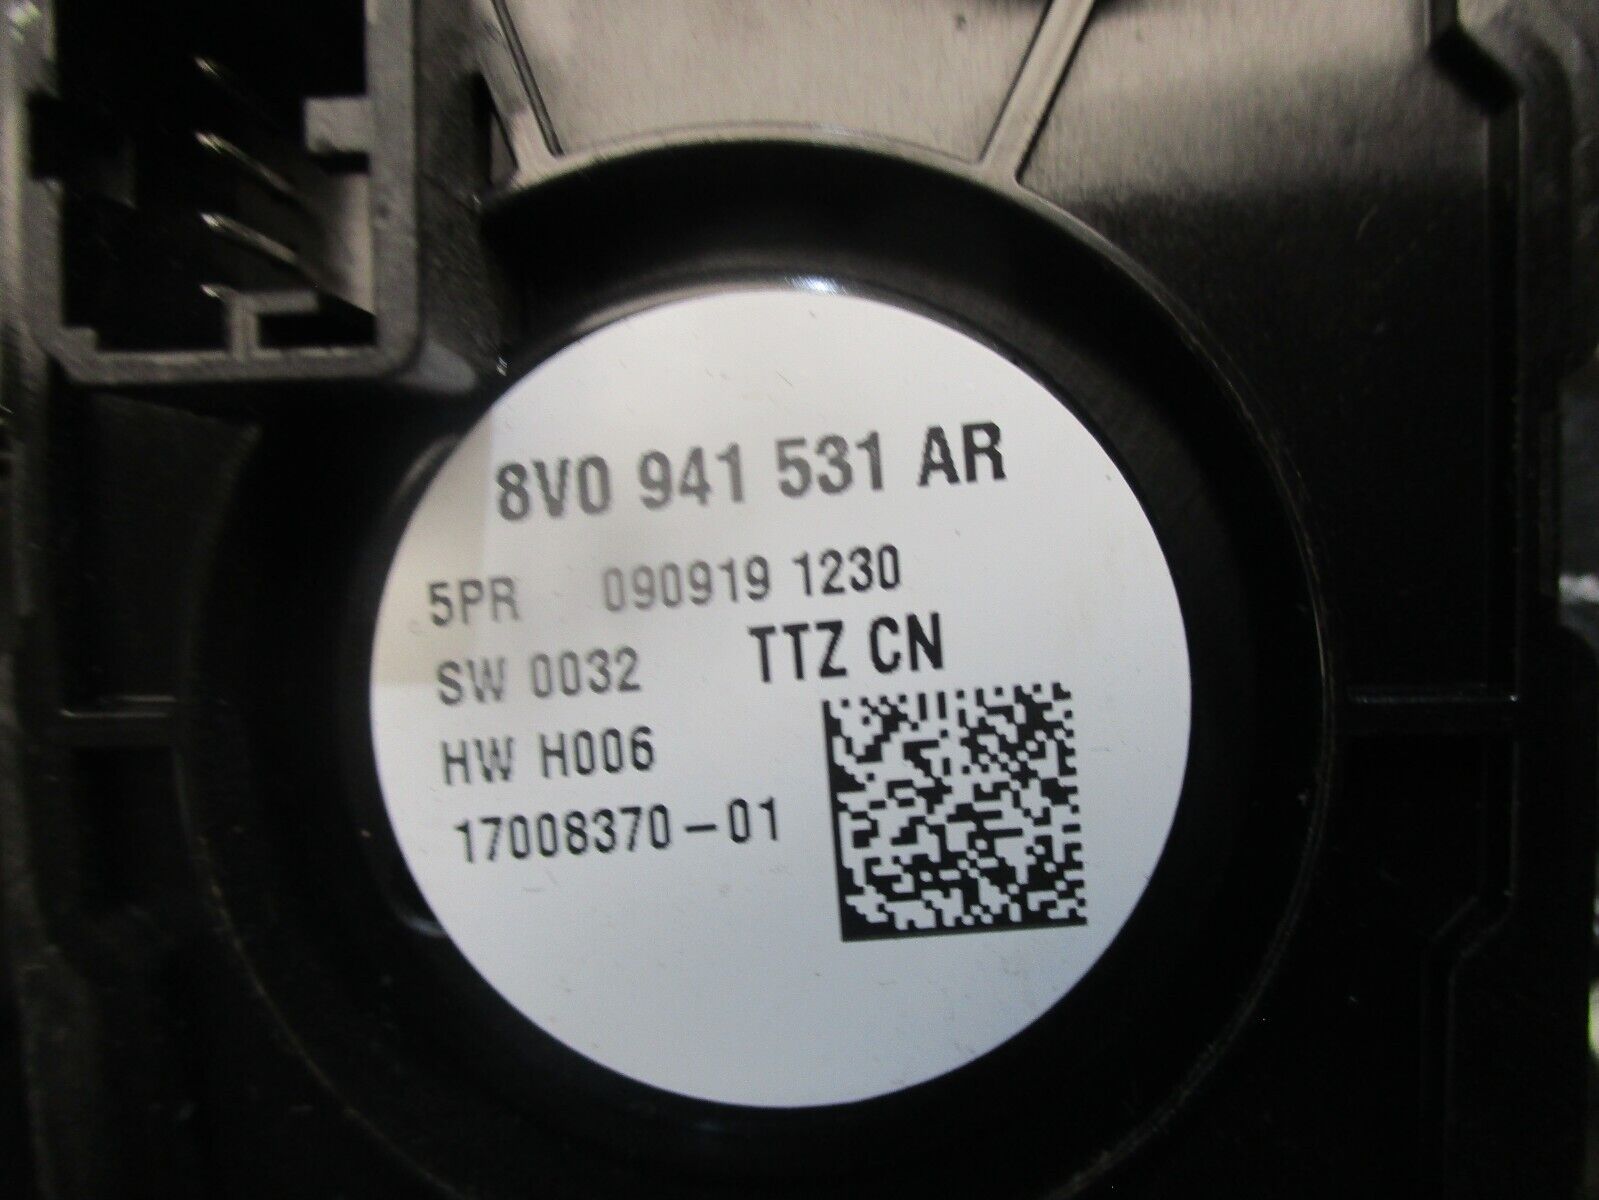 8V0 941 531 AR
5PR 090919 1230
SW 0032 TTZ CN
HW H006
17008370-01